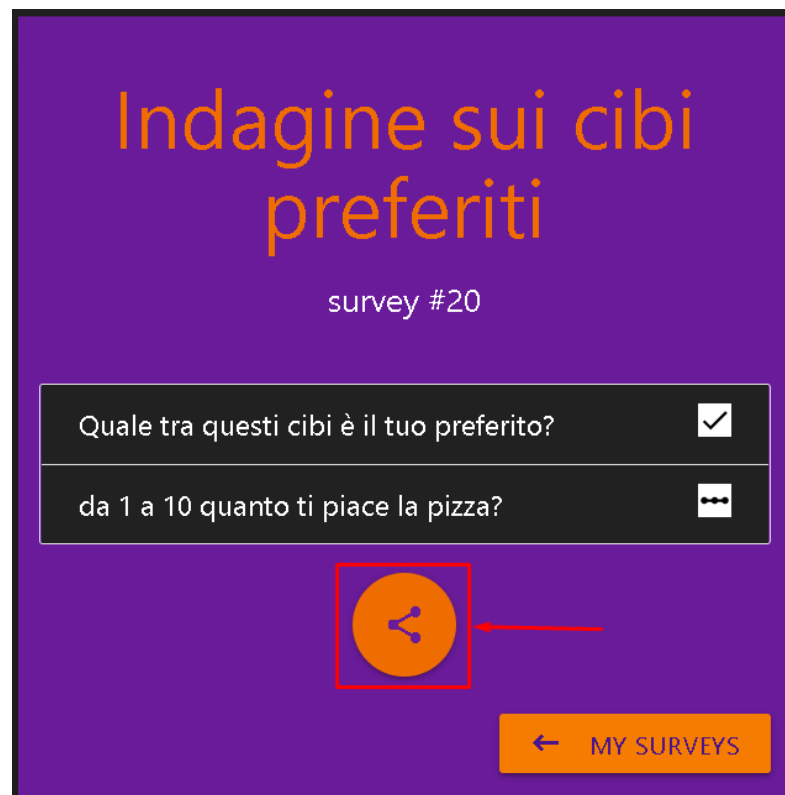 Indagine sui cibi
preferiti
survey #20
Quale tra questi cibi è il tuo preferito?
da 1 a 10 quanto ti piace la pizza?
MY SURVEYS